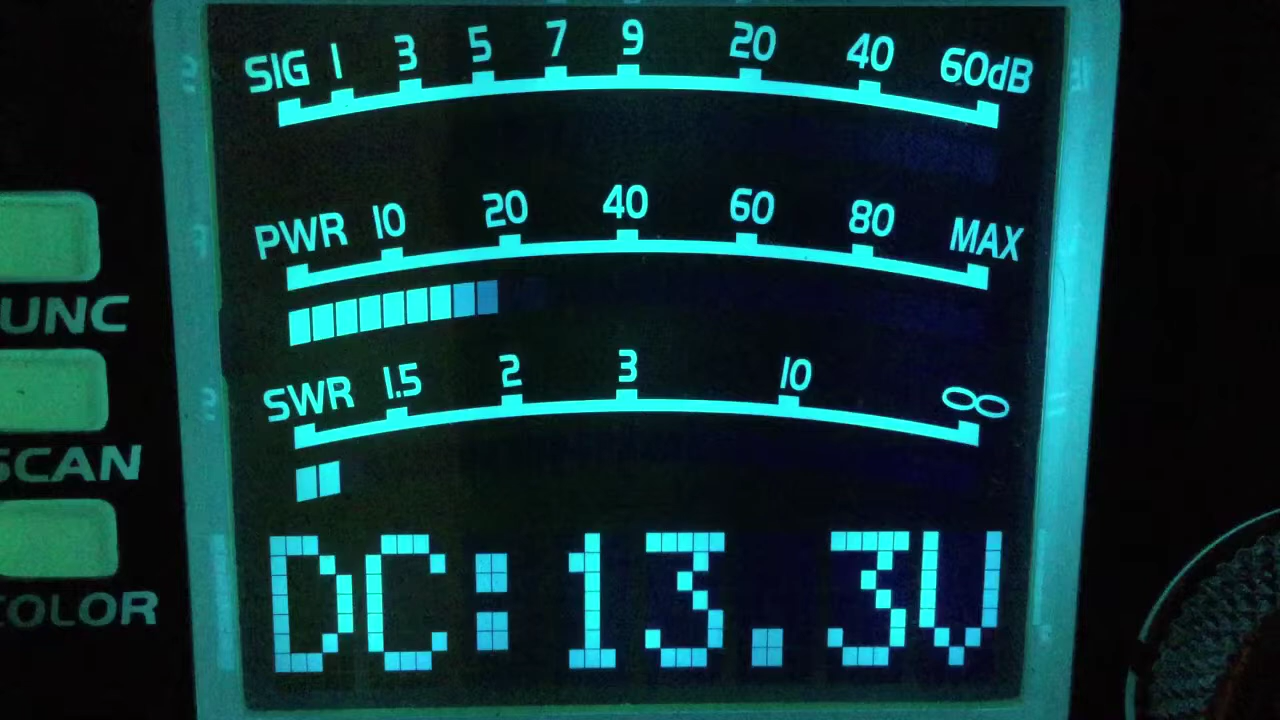 SIG 1 3 5 7 9 20 40 60dB
PWR 10 20 40 60 80 MAX
UNC
SWR 1.5 2 3 10 ∞
SCAN
DC:13.3V
COLOR